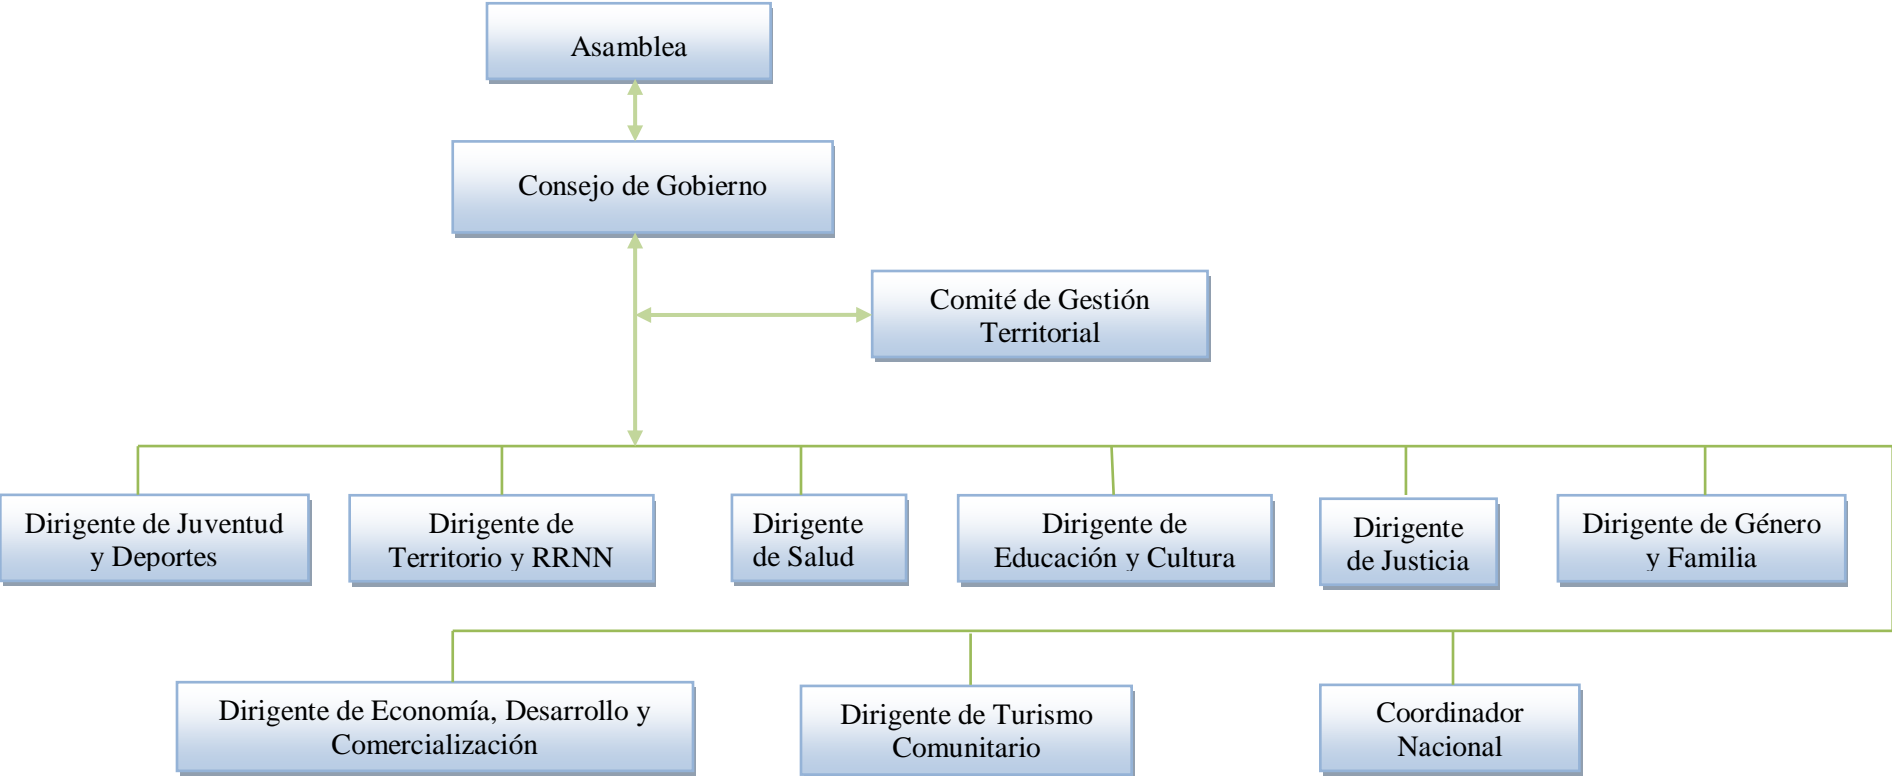 Asamblea
Consejo de Gobierno
Comité de Gestión
Territorial
Dirigente de Juventud
y Deportes
Dirigente de
Territorio y RRNN
Dirigente
de Salud
Dirigente de
Educación y Cultura
Dirigente
de Justicia
Dirigente de Género
y Familia
Dirigente de Economía, Desarrollo y
Comercialización
Dirigente de Turismo
Comunitario
Coordinador
Nacional